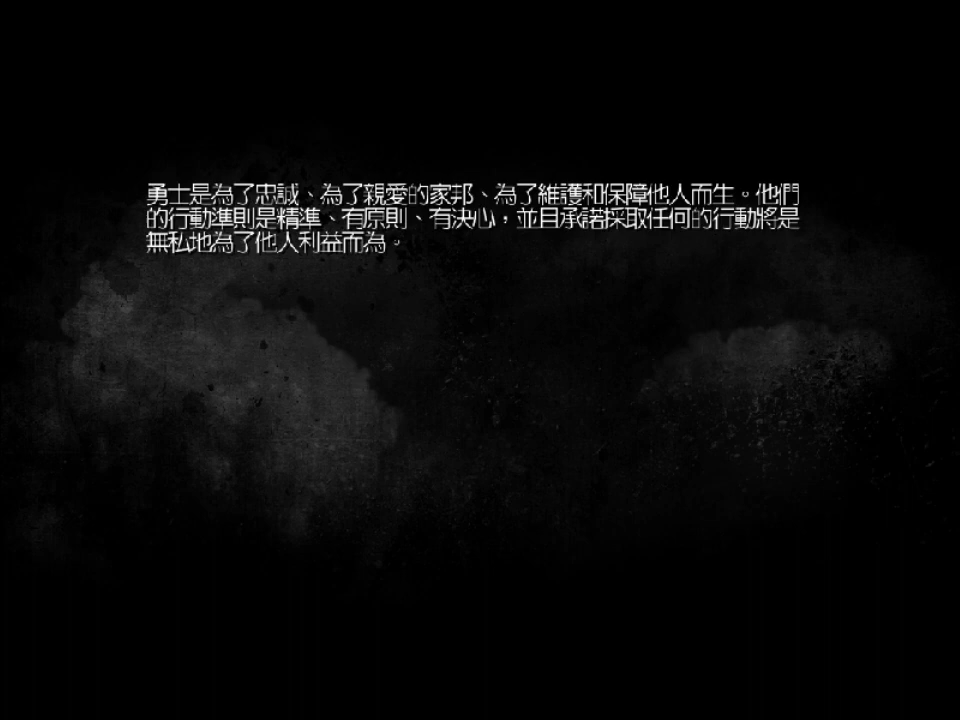 勇士是為了忠誠、為了親愛的家邦、為了維護和保障他人而生。他們
的行動準則是精準、有原則、有決心，並且承諾採取任何的行動將是
無私地為了他人利益而為。